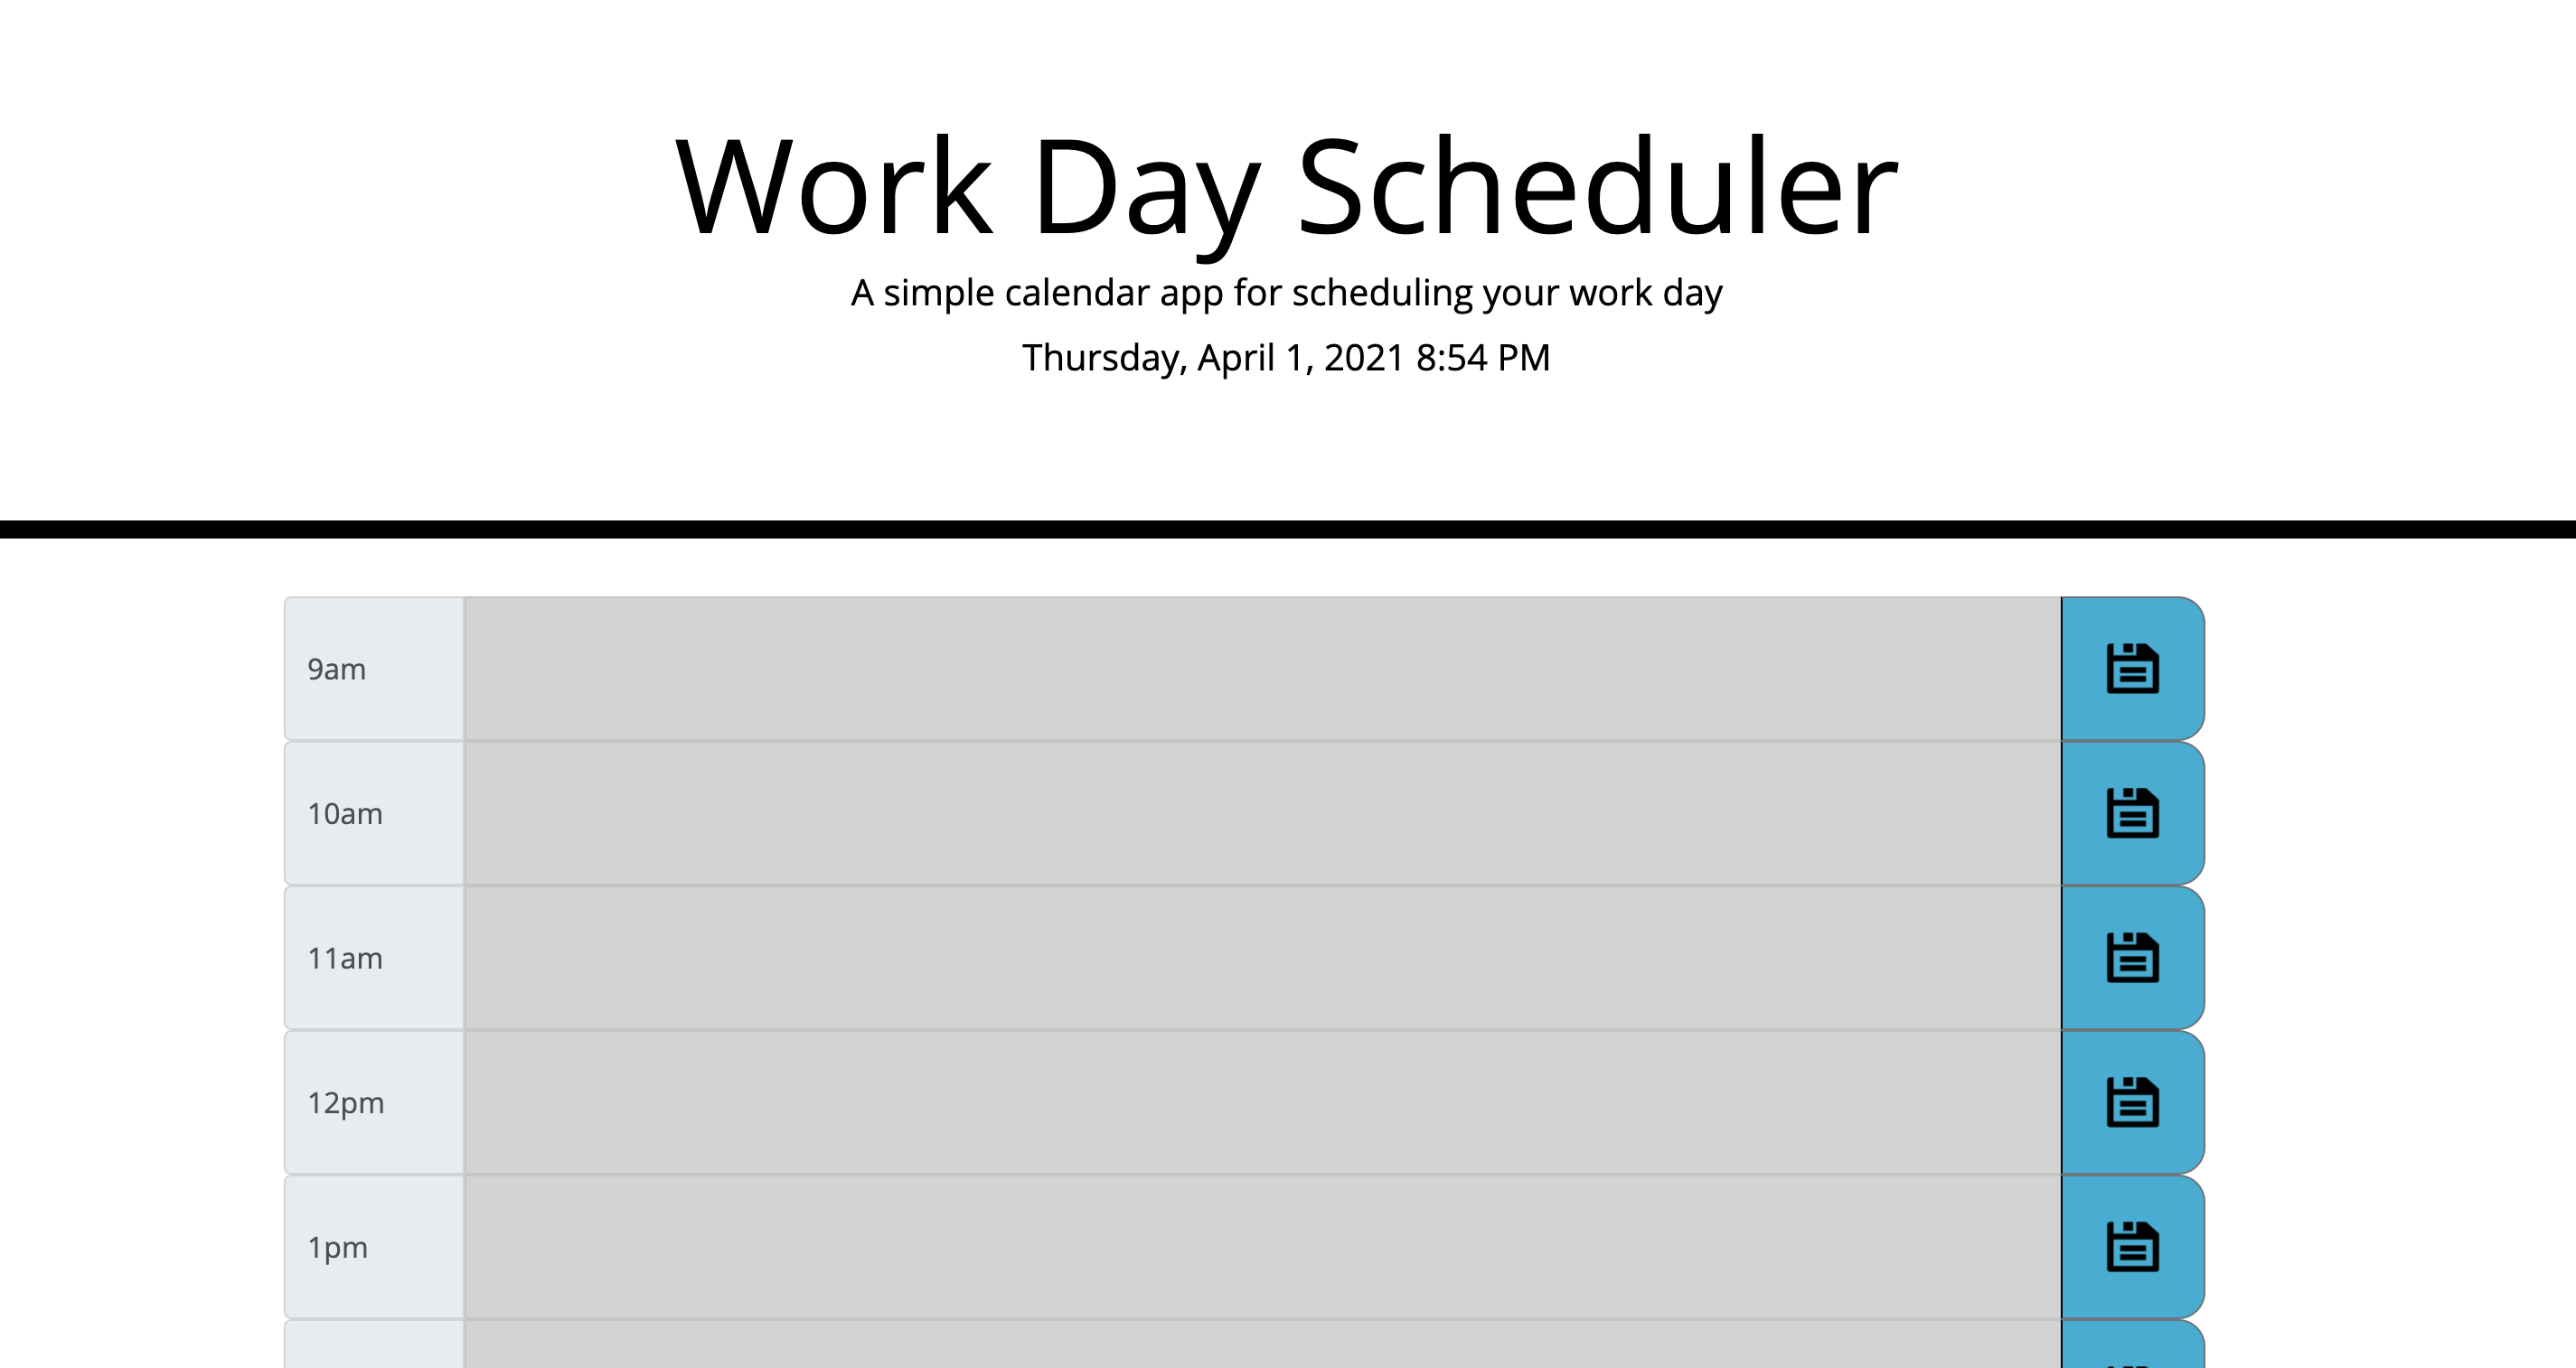 Work Day Scheduler
A simple calendar app for scheduling your work day
Thursday, April 1, 2021 8:54 PM
9am
10am
11am
12pm
1pm